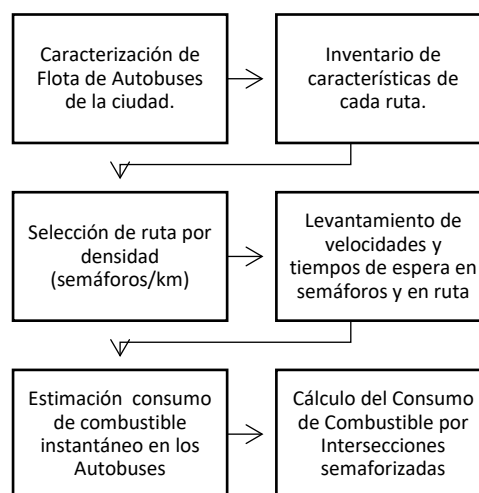 Caracterización de
Flota de Autobuses
de la ciudad.
Inventario de
características de
cada ruta.
Selección de ruta por
densidad
(semáforos/km)
Levantamiento de
velocidades y
tiempos de espera en
semáforos y en ruta
Estimación consumo
de combustible
instantáneo en los
Autobuses
Cálculo del Consumo
de Combustible por
Intersecciones
semaforizadas